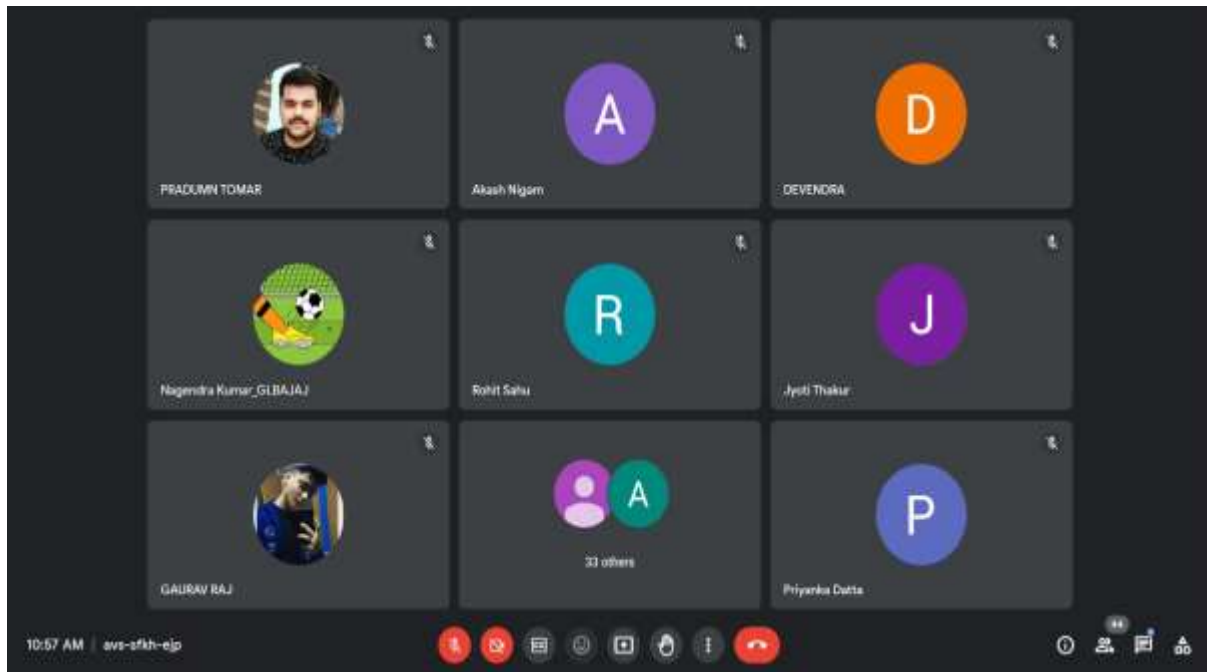 PRADUMN TOMAR
A
Akash Nigam
D
DEVENDRA
Nagendra Kumar_GLBAJAJ
R
Rohit Sahu
J
Jyoti Thakur
GAURAV RAJ
A
33 others
P
Priyanka Datta
10:57 AM | avs-sfkh-ejp